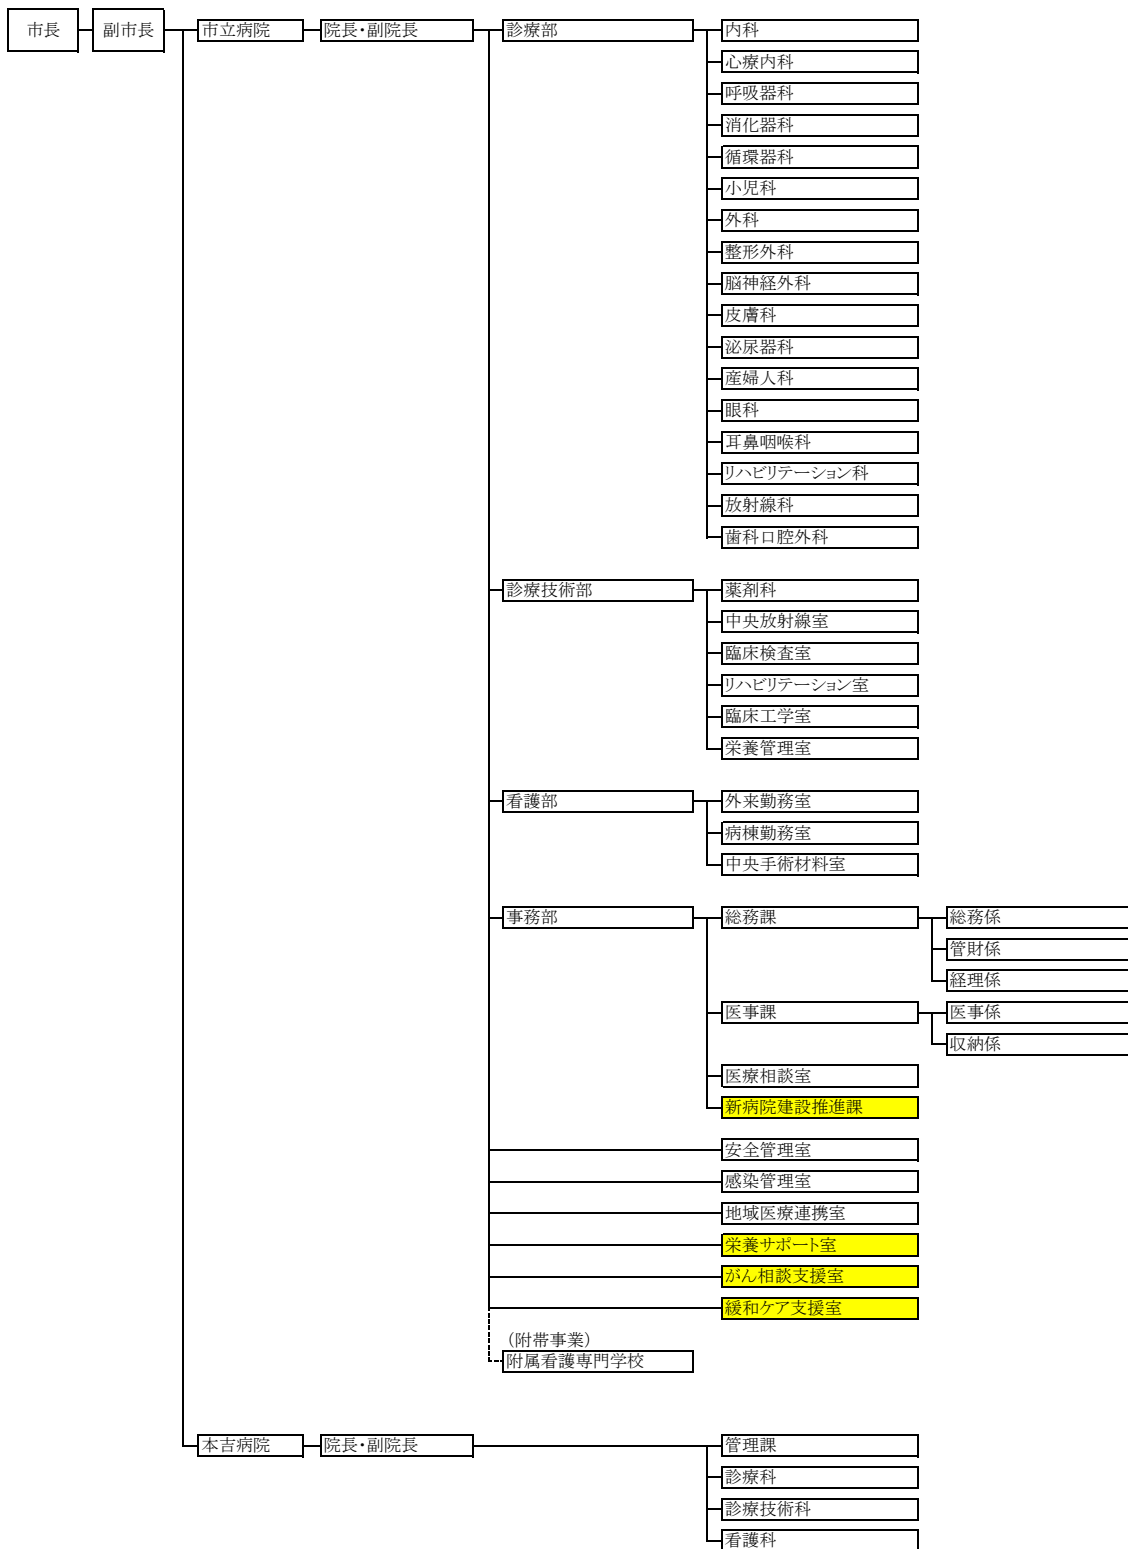 市長
副市長
市立病院
院長・副院長
診療部
内科
心療内科
呼吸器科
消化器科
循環器科
小児科
外科
整形外科
脳神経外科
皮膚科
泌尿器科
産婦人科
眼科
耳鼻咽喉科
リハビリテーション科
放射線科
歯科口腔外科
診療技術部
薬剤科
中央放射線室
臨床検査室
リハビリテーション室
臨床工学室
栄養管理室
看護部
外来勤務室
病棟勤務室
中央手術材料室
事務部
総務課
総務係
管財係
経理係
医事課
医事係
収納係
医療相談室
新病院建設推進課
安全管理室
感染管理室
地域医療連携室
栄養サポート室
がん相談支援室
緩和ケア支援室
（附帯事業）
附属看護専門学校
本吉病院
院長・副院長
管理課
診療科
診療技術科
看護科